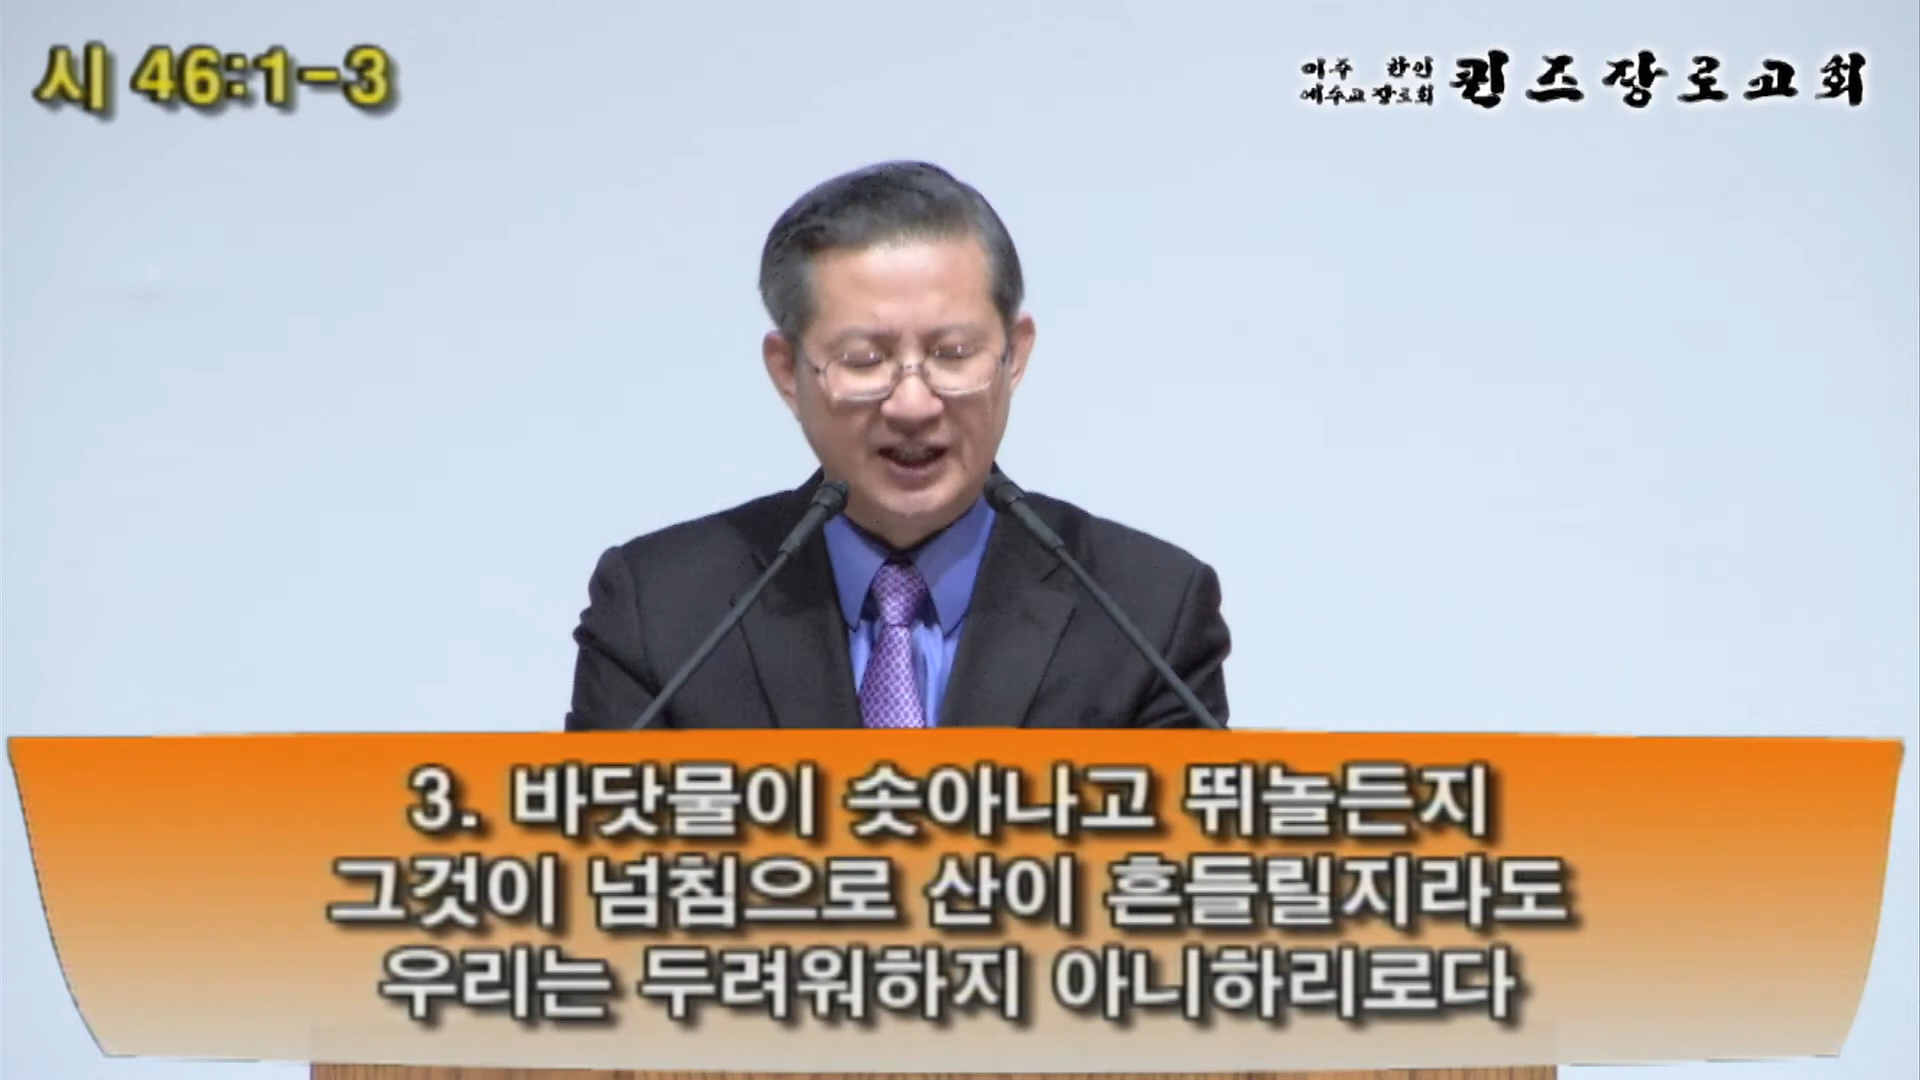 시 46:1-3
미주 한인
예수교 장로회
퀸즈장로교회
3. 바닷물이 솟아나고 뛰놀든지
그것이 넘침으로 산이 흔들릴지라도
우리는 두려워하지 아니하리로다